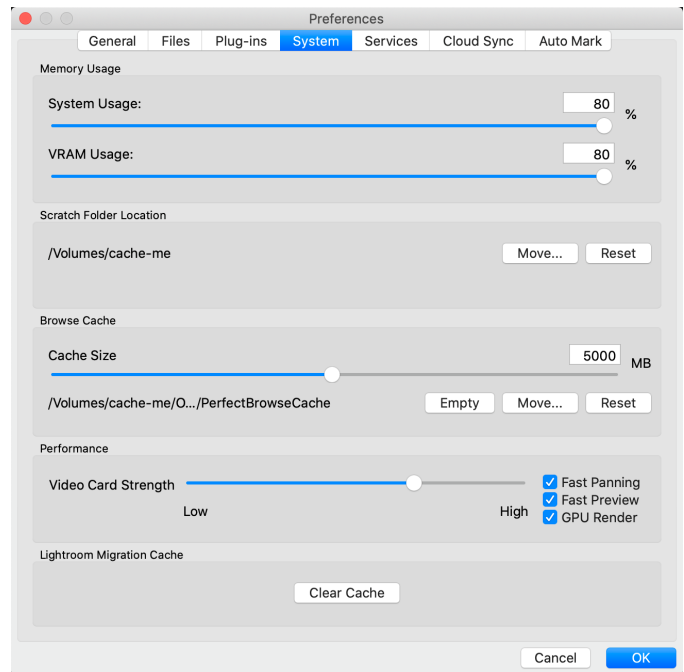 Preferences
General Files Plug-ins System Services Cloud Sync Auto Mark
Memory Usage
System Usage: 80 %
VRAM Usage: 80 %
Scratch Folder Location
/Volumes/cache-me Move... Reset
Browse Cache
Cache Size 5000 MB
/Volumes/cache-me/O.../PerfectBrowseCache Empty Move... Reset
Performance
Video Card Strength Fast Panning
Fast Preview
Low High GPU Render
Lightroom Migration Cache
Clear Cache
Cancel OK